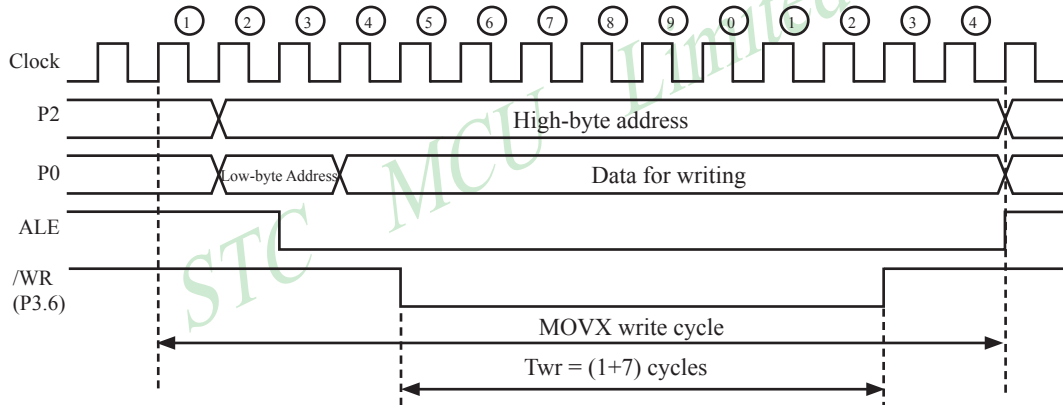 ① ② ③ ④ ⑤ ⑥ ⑦ ⑧ ⑨ ⓪ ① ② ③ ④
Clock
P2 High-byte address
P0 Low-byte Address Data for writing
ALE
/WR
(P3.6)
MOVX write cycle
Twr = (1+7) cycles
STC MCU Limited